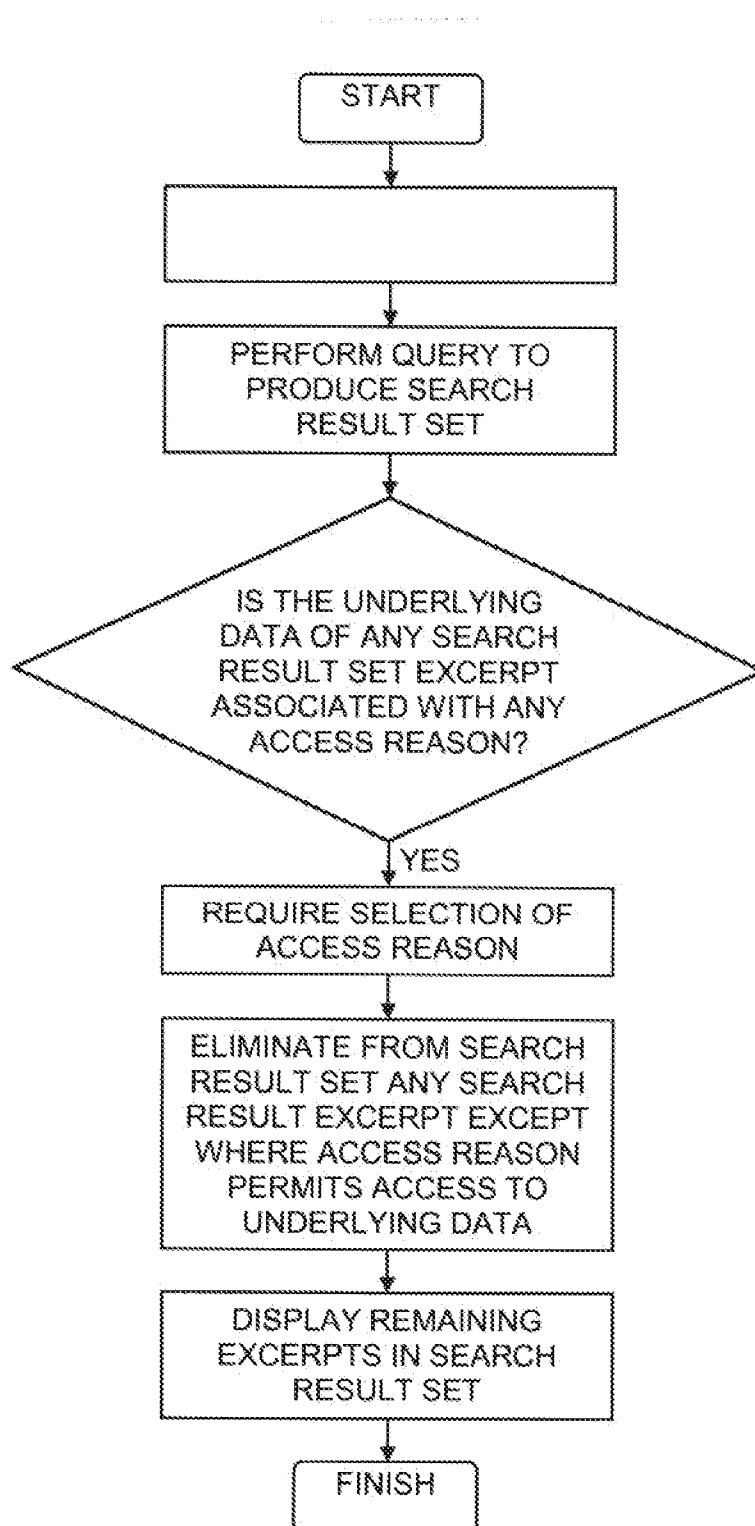 START
PERFORM QUERY TO
PRODUCE SEARCH
RESULT SET
IS THE UNDERLYING
DATA OF ANY SEARCH
RESULT SET EXCERPT
ASSOCIATED WITH ANY
ACCESS REASON?
YES
REQUIRE SELECTION OF
ACCESS REASON
ELIMINATE FROM SEARCH
RESULT SET ANY SEARCH
RESULT EXCERPT EXCEPT
WHERE ACCESS REASON
PERMITS ACCESS TO
UNDERLYING DATA
DISPLAY REMAINING
EXCERPTS IN SEARCH
RESULT SET
FINISH